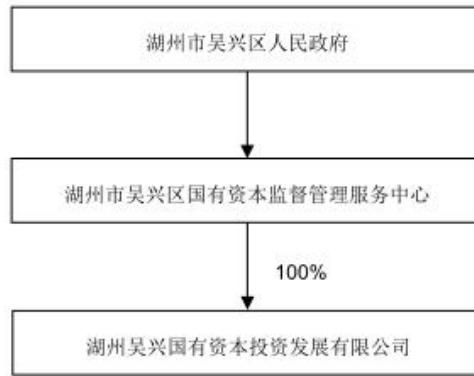 湖州市吴兴区人民政府
湖州市吴兴区国有资本监督管理服务中心
100%
湖州吴兴国有资本投资发展有限公司